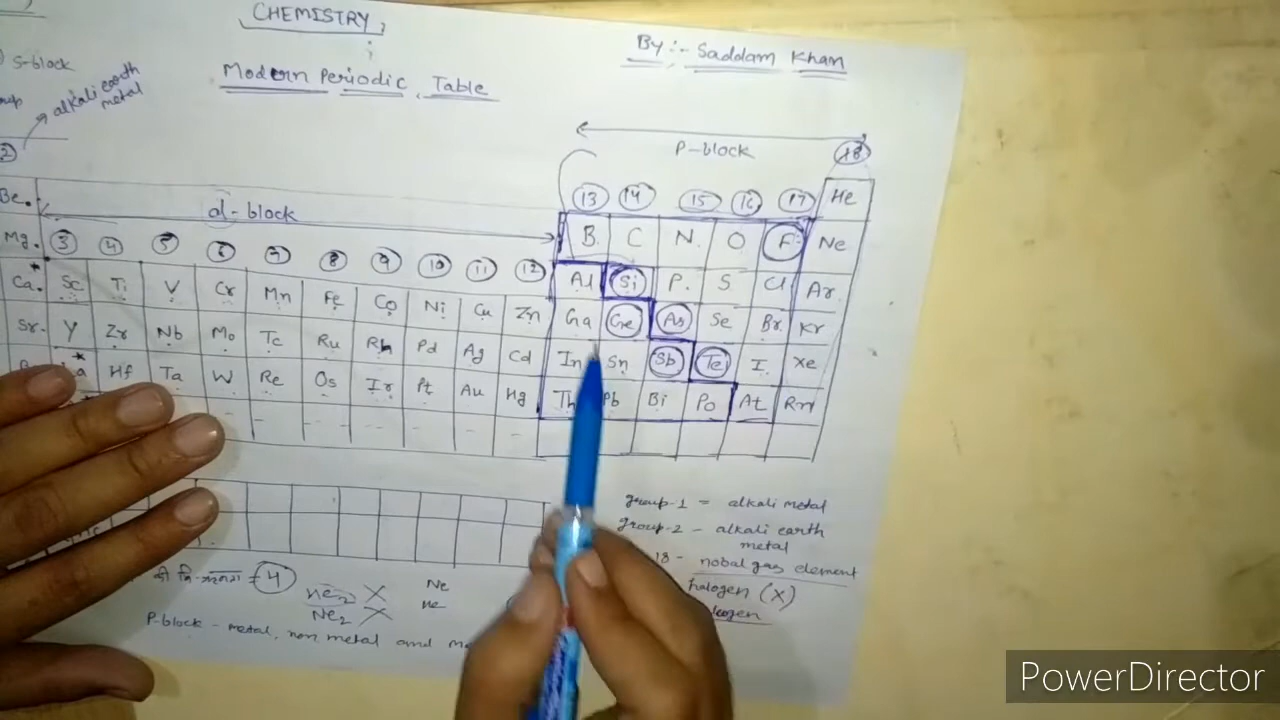 CHEMISTRY,
By :- Saddam Khan
Modern Periodic Table
S-block
alkali earth
metal
P-block
2 18
He
d-block 13 14 15 16 17
Be. B. C N. O F Ne
Mg. 3 4 5 6 7 8 9 10 11 12 Al Si P. S Cl Ar.
Ca.* Sc Ti V Cr Mn Fe Co Ni Cu Zn Ga Ge As Se Br. Kr
Sr. Y Zr Nb Mo Tc Ru Rh Pd Ag Cd In Sn Sb Te I Xe
Hf Ta W Re Os Ir Pt Au Hg Bi Po At Rn
group-1 = alkali metal
group-2 - alkali earth
metal
18 - nobal gas element
halogen (X)
= 4 Ne
Ne2 X
P-block - metal, non metal and
PowerDirector